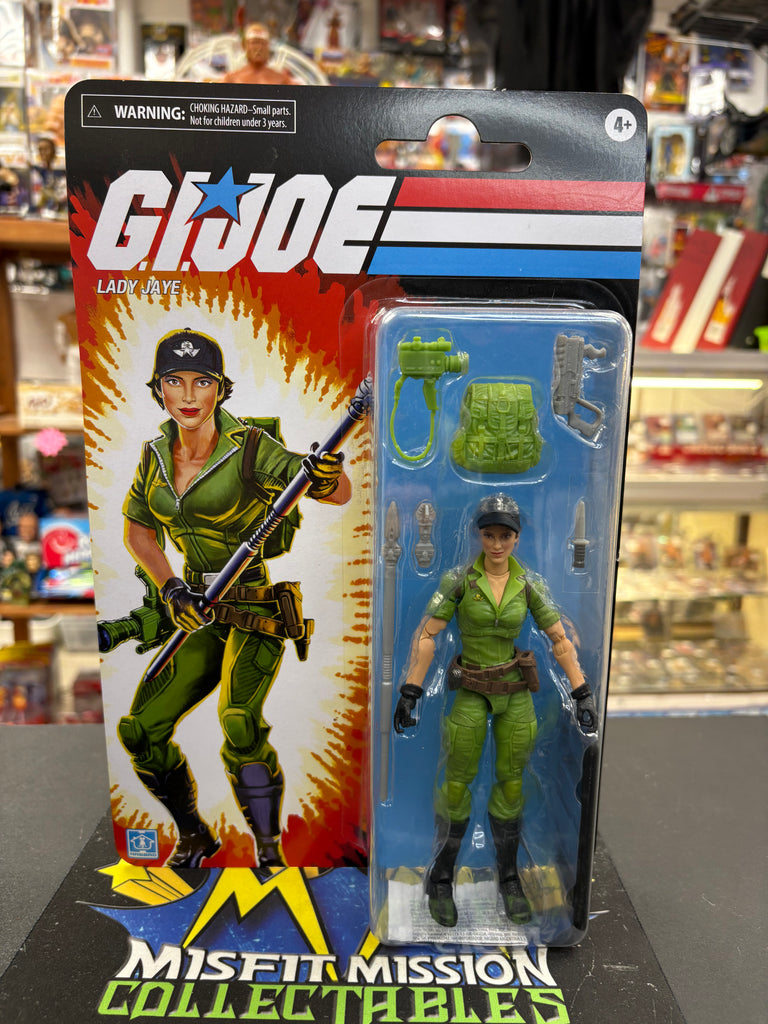 WARNING: CHOKING HAZARD–Small parts.
Not for children under 3 years.
4+
G.I.JOE
LADY JAYE
MISFIT MISSION
COLLECTABLES